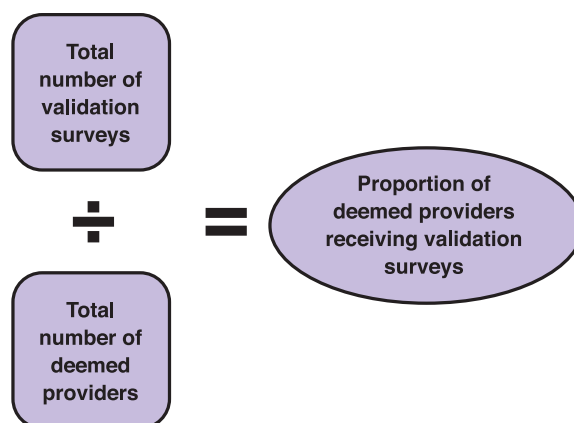 Total
number of
validation
surveys
÷
=
Proportion of
deemed providers
receiving validation
surveys
Total
number of
deemed
providers